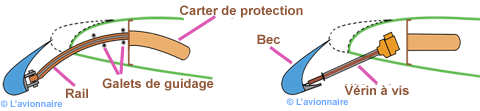 Carter de protection
Rail
Galets de guidage
© L'avionnaire
Bec
Vérin à vis
© L'avionnaire